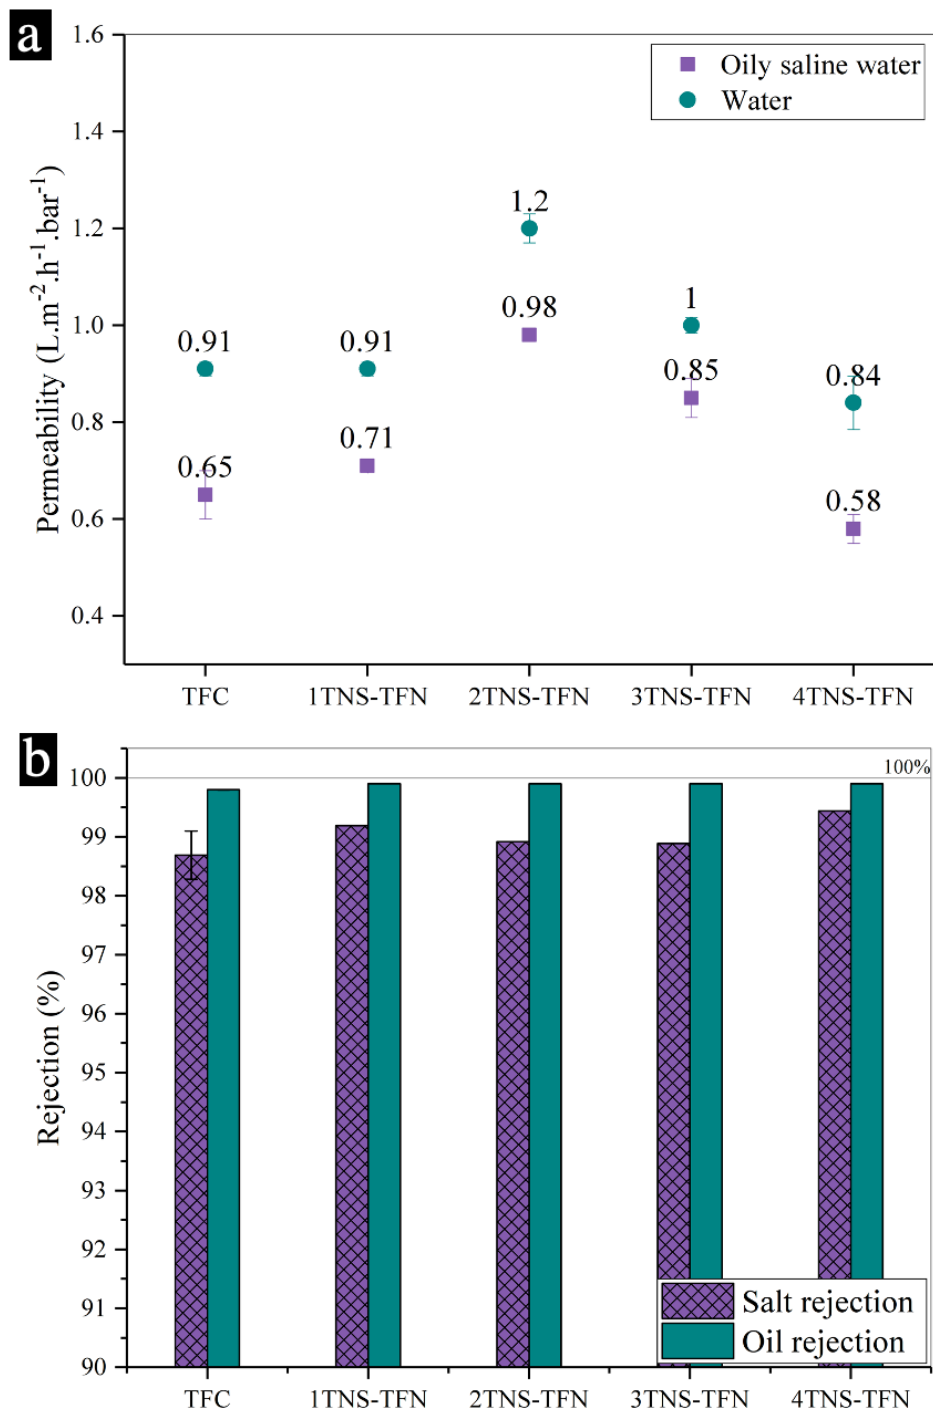 a
1.6
1.4
1.2
1.0
0.8
0.6
0.4
Permeability (L.m⁻².h⁻¹.bar⁻¹)
Oily saline water
Water
0.91
0.65
0.91
0.71
1.2
0.98
1
0.85
0.84
0.58
TFC 1TNS-TFN 2TNS-TFN 3TNS-TFN 4TNS-TFN
b
100
99
98
97
96
95
94
93
92
91
90
Rejection (%)
100%
Salt rejection
Oil rejection
TFC 1TNS-TFN 2TNS-TFN 3TNS-TFN 4TNS-TFN